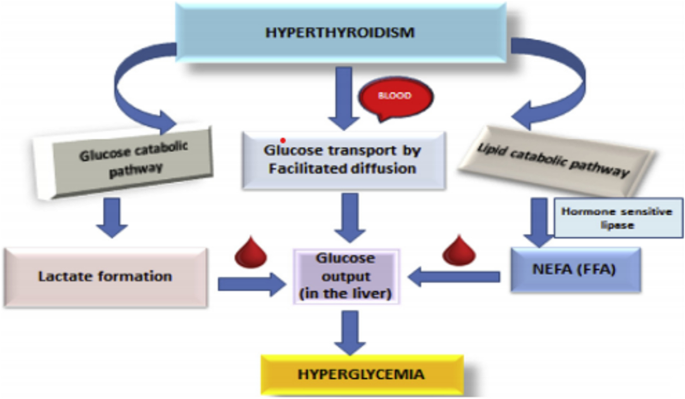 HYPERTHYROIDISM
BLOOD
Glucose catabolic
pathway
Glucose transport by
Facilitated diffusion
Lipid catabolic pathway
Hormone sensitive
lipase
Lactate formation
Glucose
output
(in the liver)
NEFA (FFA)
HYPERGLYCEMIA